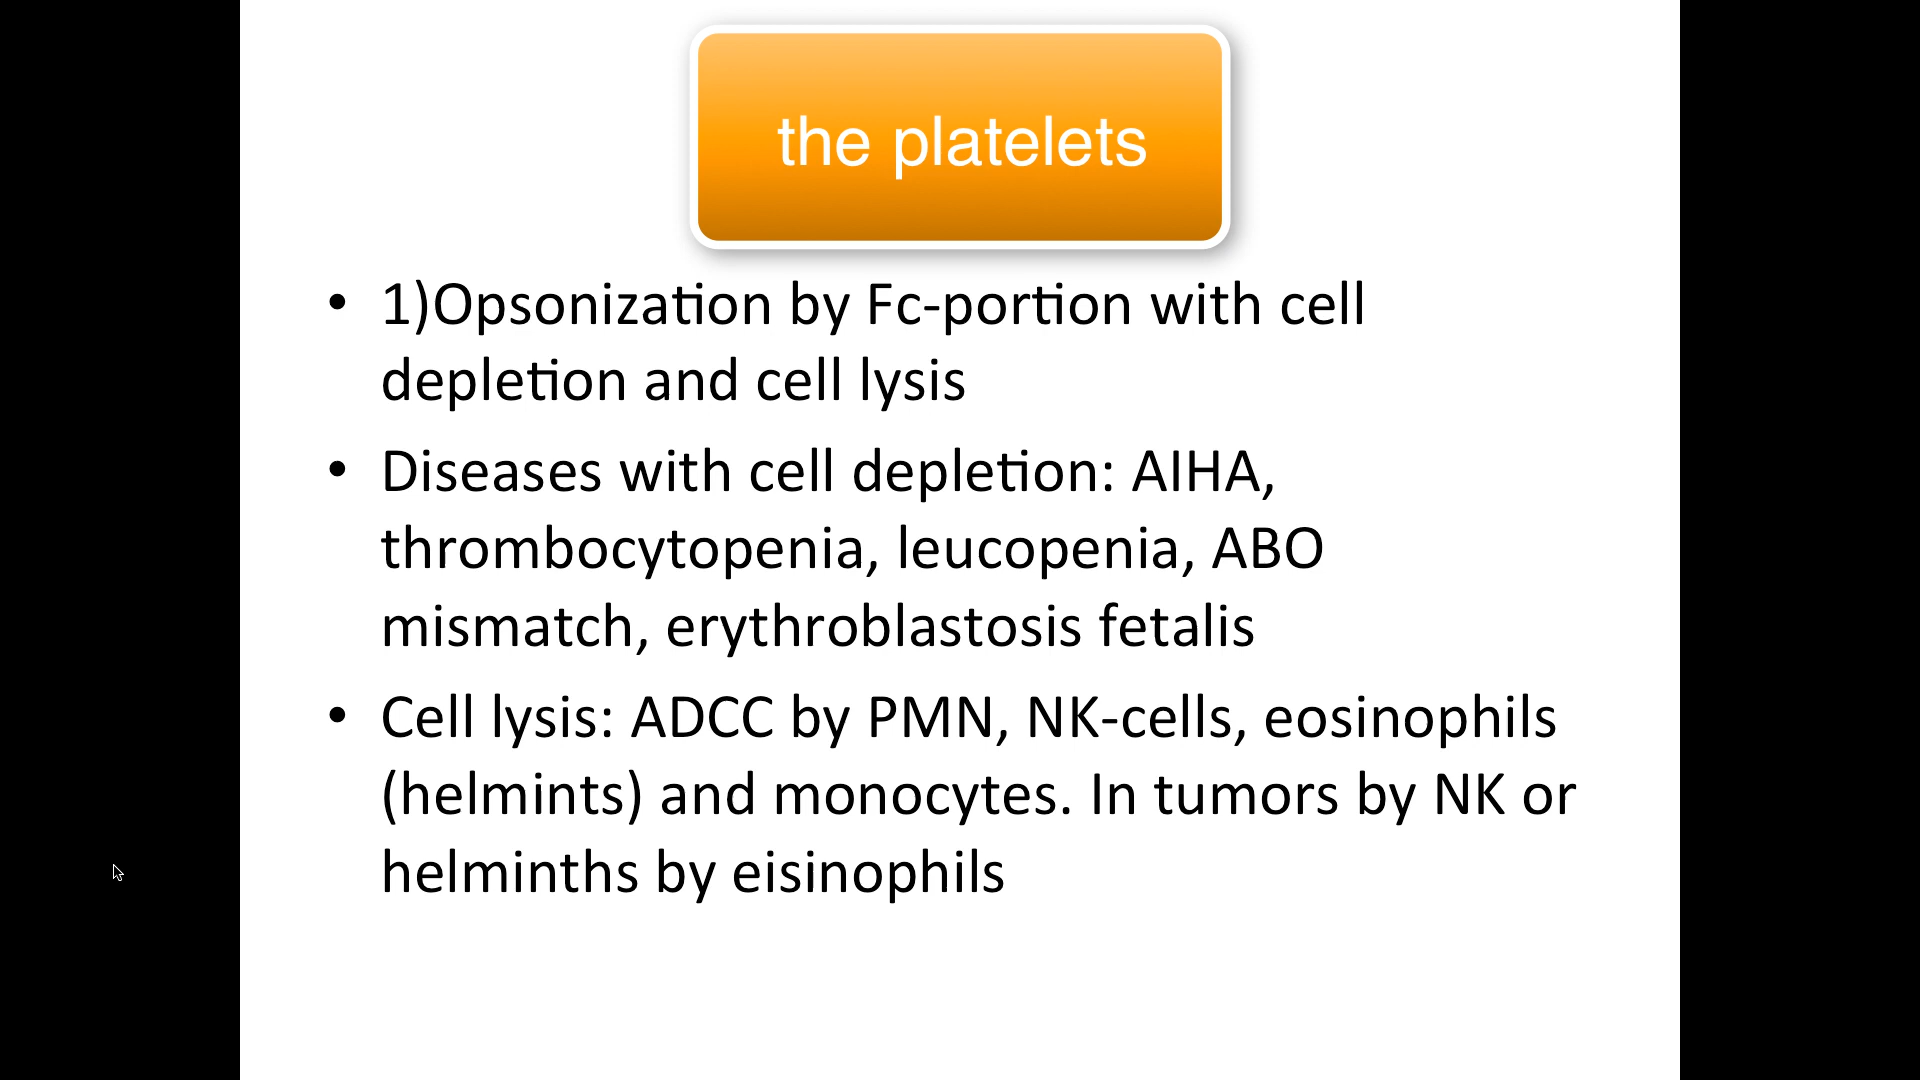 the platelets
• 1)Opsonization by Fc-portion with cell
depletion and cell lysis
• Diseases with cell depletion: AIHA,
thrombocytopenia, leucopenia, ABO
mismatch, erythroblastosis fetalis
• Cell lysis: ADCC by PMN, NK-cells, eosinophils
(helmints) and monocytes. In tumors by NK or
helminths by eisinophils